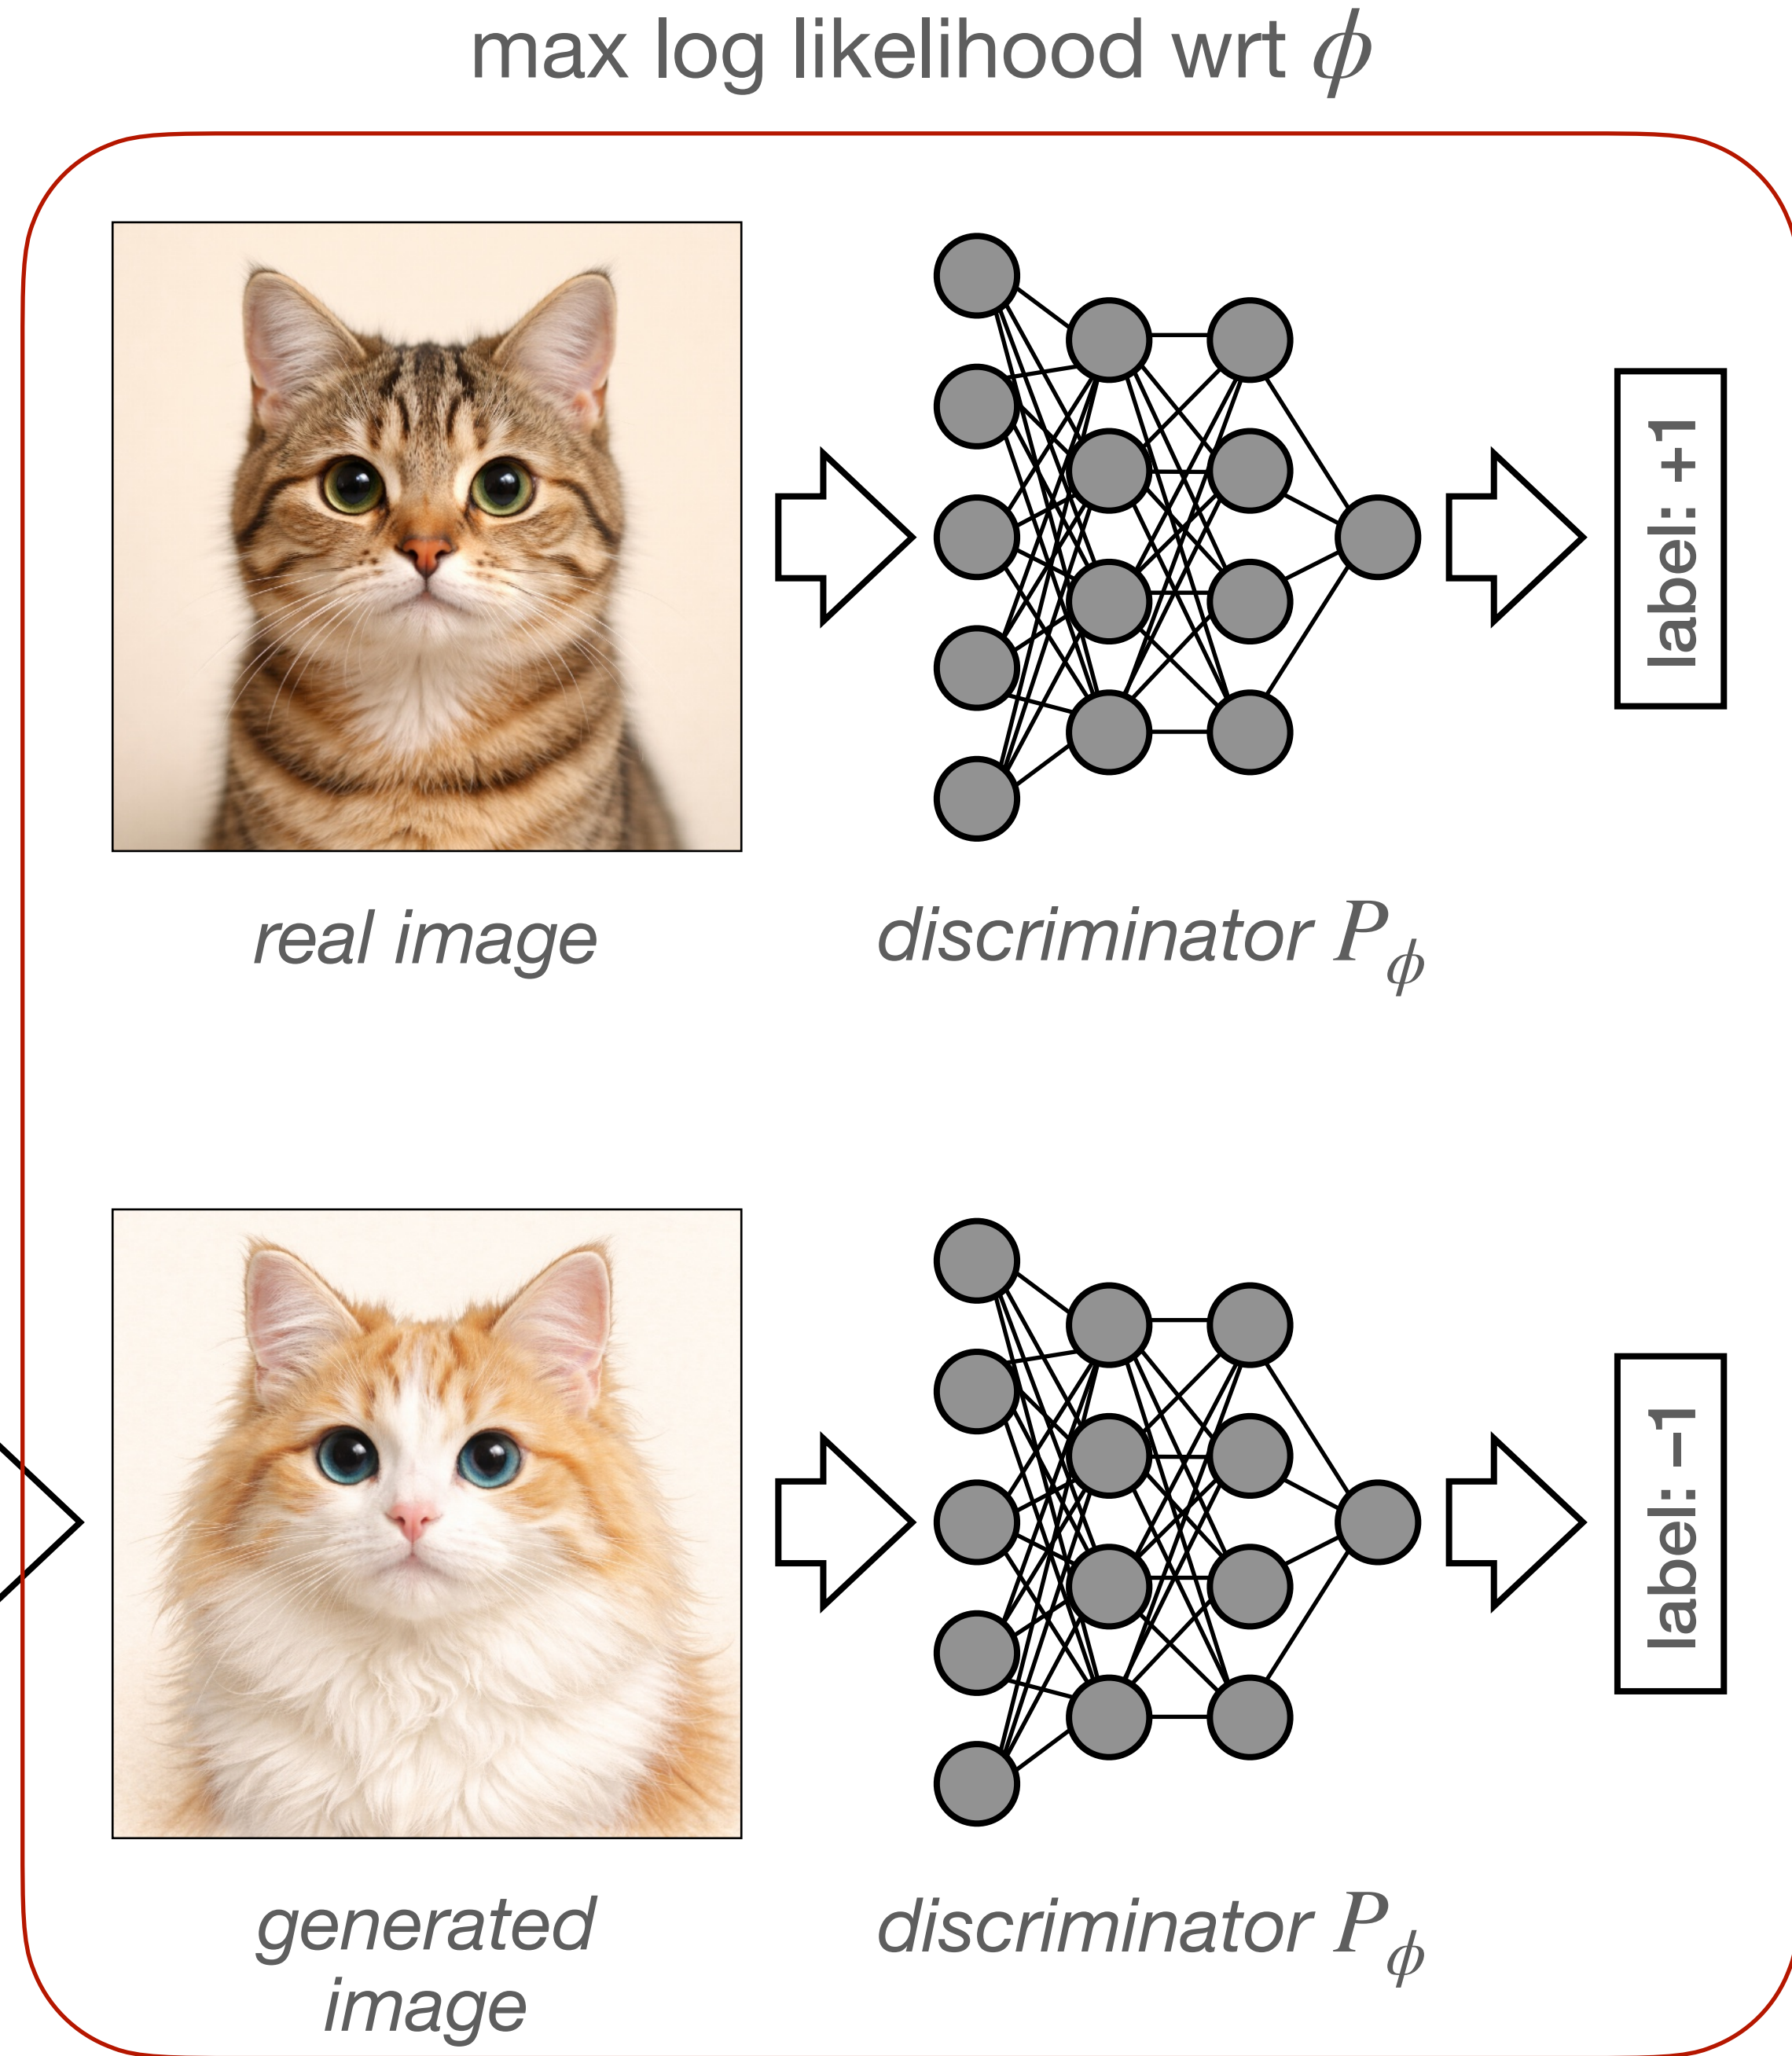 max log likelihood wrt ϕ
label: +1
real image
discriminator Pϕ
label: −1
generated
image
discriminator Pϕ